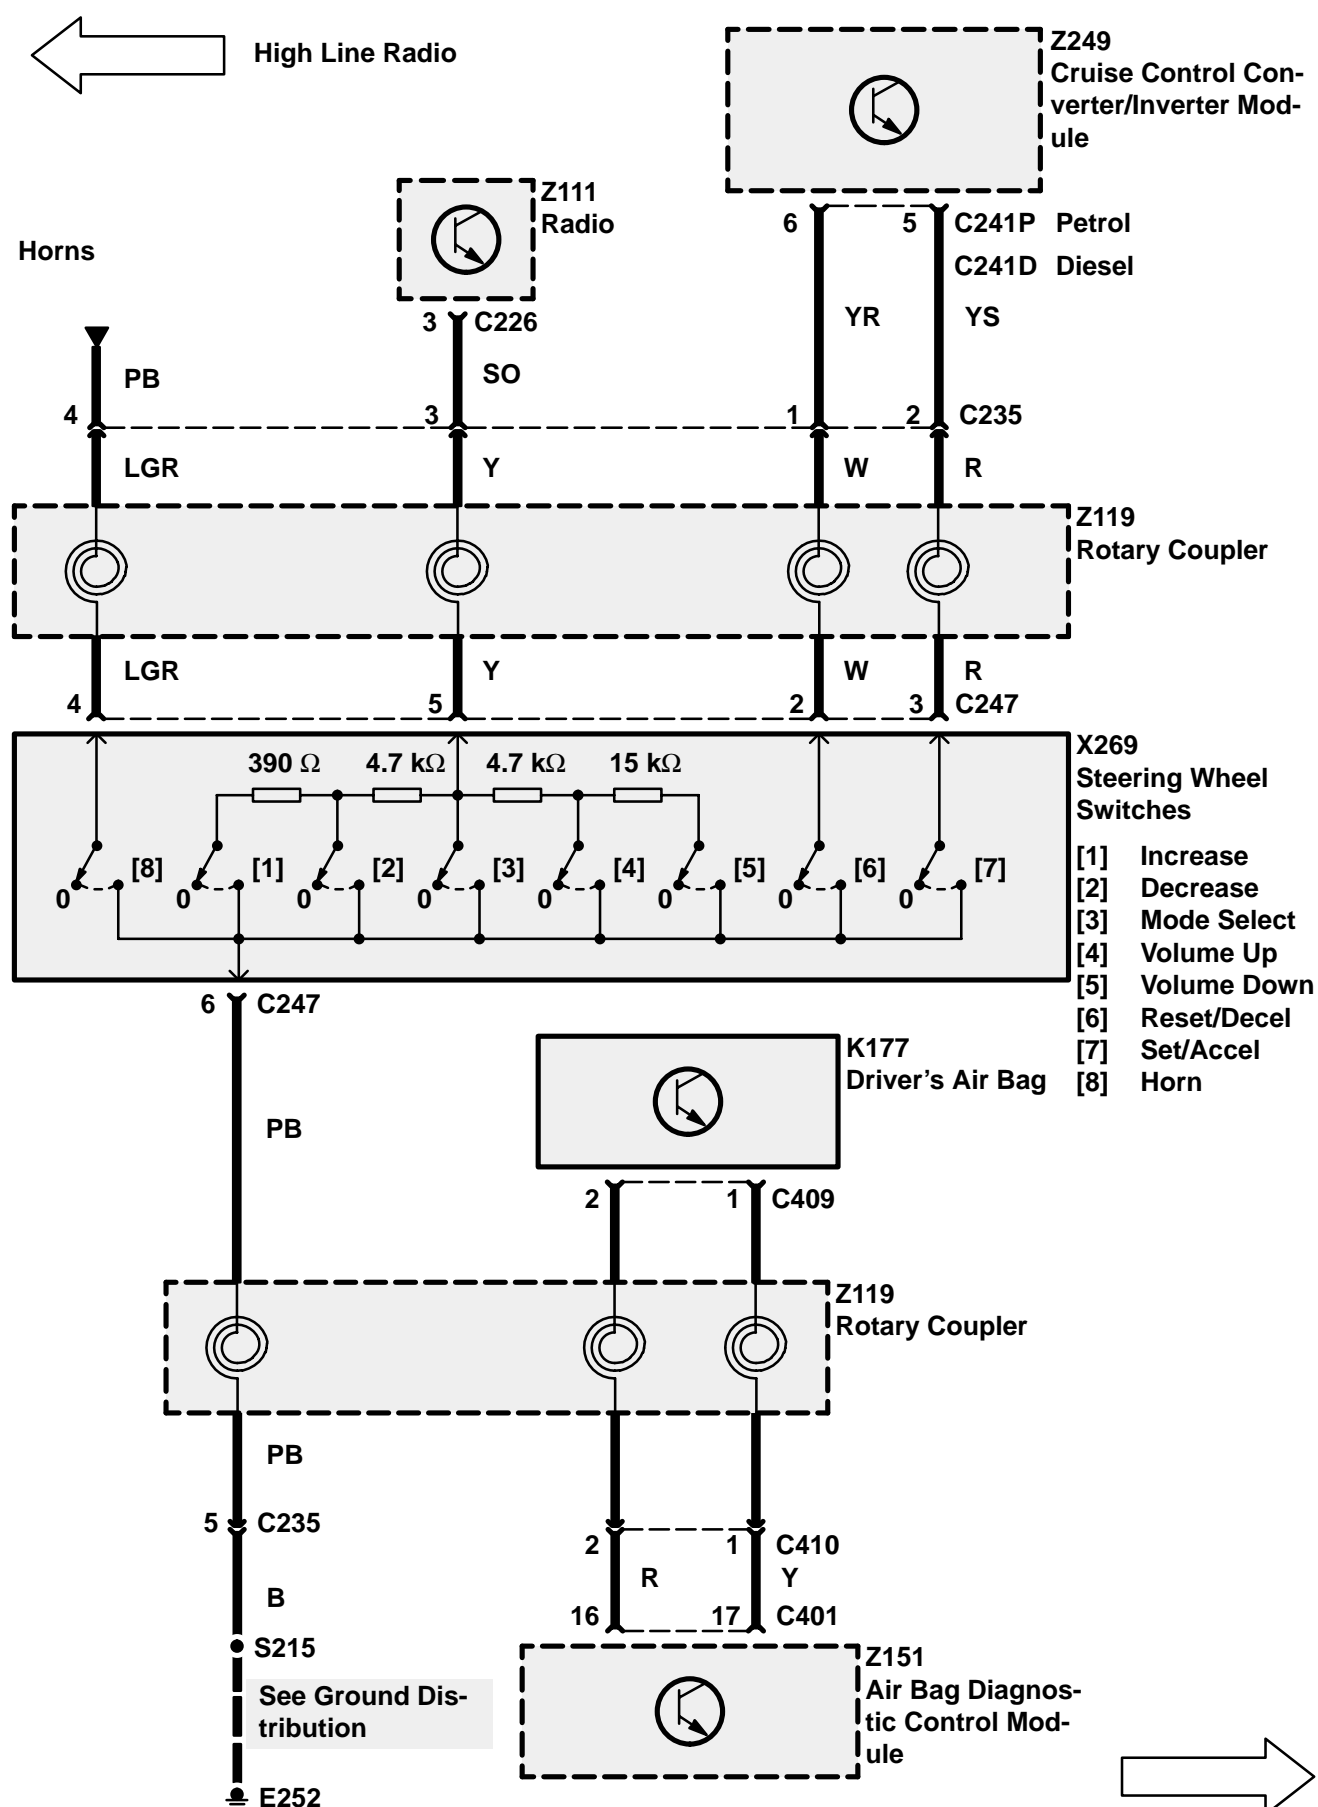 High Line Radio
Z249
Cruise Control Con-
verter/Inverter Mod-
ule
Z111
Radio
Horns
6 5 C241P Petrol
C241D Diesel
3 C226
YR YS
PB SO
4 3 1 2 C235
LGR Y W R
Z119
Rotary Coupler
LGR Y W R
4 5 2 3 C247
X269
Steering Wheel
Switches
390 Ω 4.7 kΩ 4.7 kΩ 15 kΩ
[8] [1] [2] [3] [4] [5] [6] [7]
0 0 0 0 0 0 0 0
[1] Increase
[2] Decrease
[3] Mode Select
[4] Volume Up
[5] Volume Down
[6] Reset/Decel
[7] Set/Accel
[8] Horn
6 C247
K177
Driver's Air Bag
PB
2 1 C409
Z119
Rotary Coupler
PB
5 C235
2 1 C410
R Y
B
16 17 C401
S215
Z151
Air Bag Diagnos-
tic Control Mod-
ule
See Ground Dis-
tribution
E252